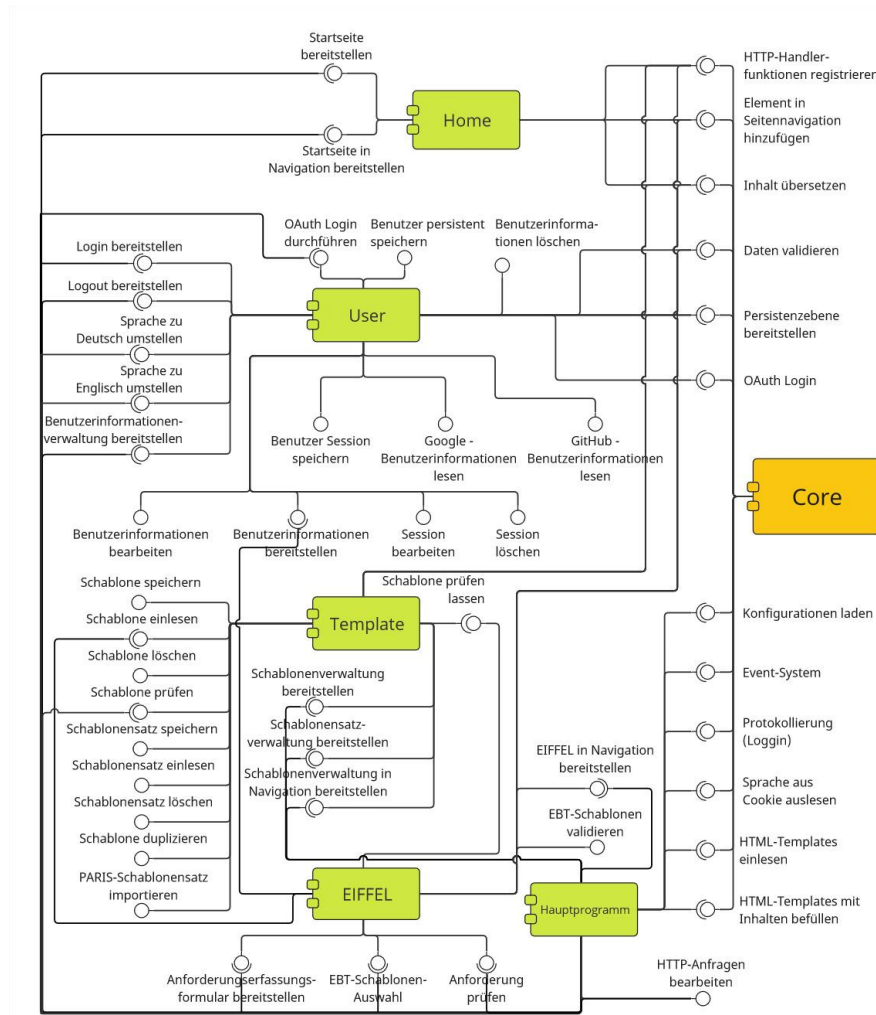 Startseite
bereitstellen
HTTP-Handler-
funktionen registrieren
Home
Element in
Seitennavigation
hinzufügen
Startseite in
Navigation bereitstellen
Inhalt übersetzen
OAuth Login
durchführen
Benutzer persistent
speichern
Benutzerinforma-
tionen löschen
Login bereitstellen
Daten validieren
Logout bereitstellen
User
Persistenzebene
bereitstellen
Sprache zu
Deutsch umstellen
Sprache zu
Englisch umstellen
OAuth Login
Benutzerinformationen-
verwaltung bereitstellen
Benutzer Session
speichern
Google -
Benutzerinformationen
lesen
GitHub -
Benutzerinformationen
lesen
Core
Benutzerinformationen
bearbeiten
Benutzerinformationen
bereitstellen
Session
bearbeiten
Session
löschen
Schablone speichern
Schablone prüfen
lassen
Schablone einlesen
Template
Konfigurationen laden
Schablone löschen
Schablone prüfen
Schablonenverwaltung
bereitstellen
Event-System
Schablonensatz speichern
Schablonensatz-
verwaltung bereitstellen
Protokollierung
(Loggin)
Schablonensatz einlesen
Schablonenverwaltung in
Navigation bereitstellen
EIFFEL in Navigation
bereitstellen
Sprache aus
Cookie auslesen
Schablonensatz löschen
EBT-Schablonen
validieren
Schablone duplizieren
HTML-Templates
einlesen
PARIS-Schablonensatz
importieren
EIFFEL
Hauptprogramm
HTML-Templates mit
Inhalten befüllen
Anforderungserfassungs-
formular bereitstellen
EBT-Schablonen-
Auswahl
Anforderung
prüfen
HTTP-Anfragen
bearbeiten